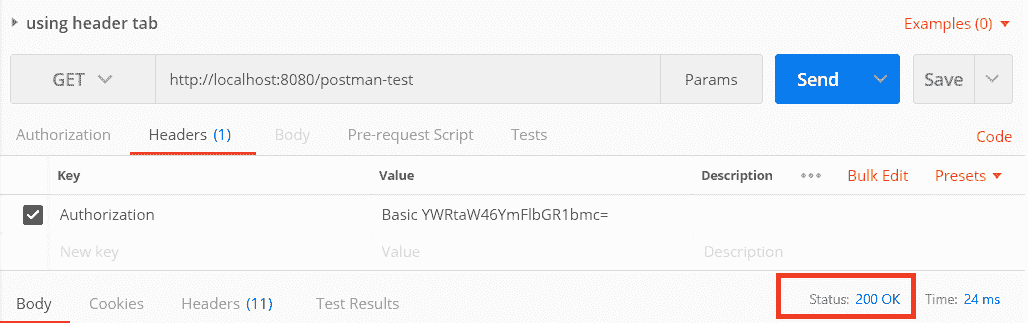 using header tab Examples (0)
GET http://localhost:8080/postman-test Params Send Save
Authorization Headers (1) Body Pre-request Script Tests Code
Key Value Description ••• Bulk Edit Presets
Authorization Basic YWRtaW46YmFlbGR1bmc=
New key Value Description
Body Cookies Headers (11) Test Results Status: 200 OK Time: 24 ms